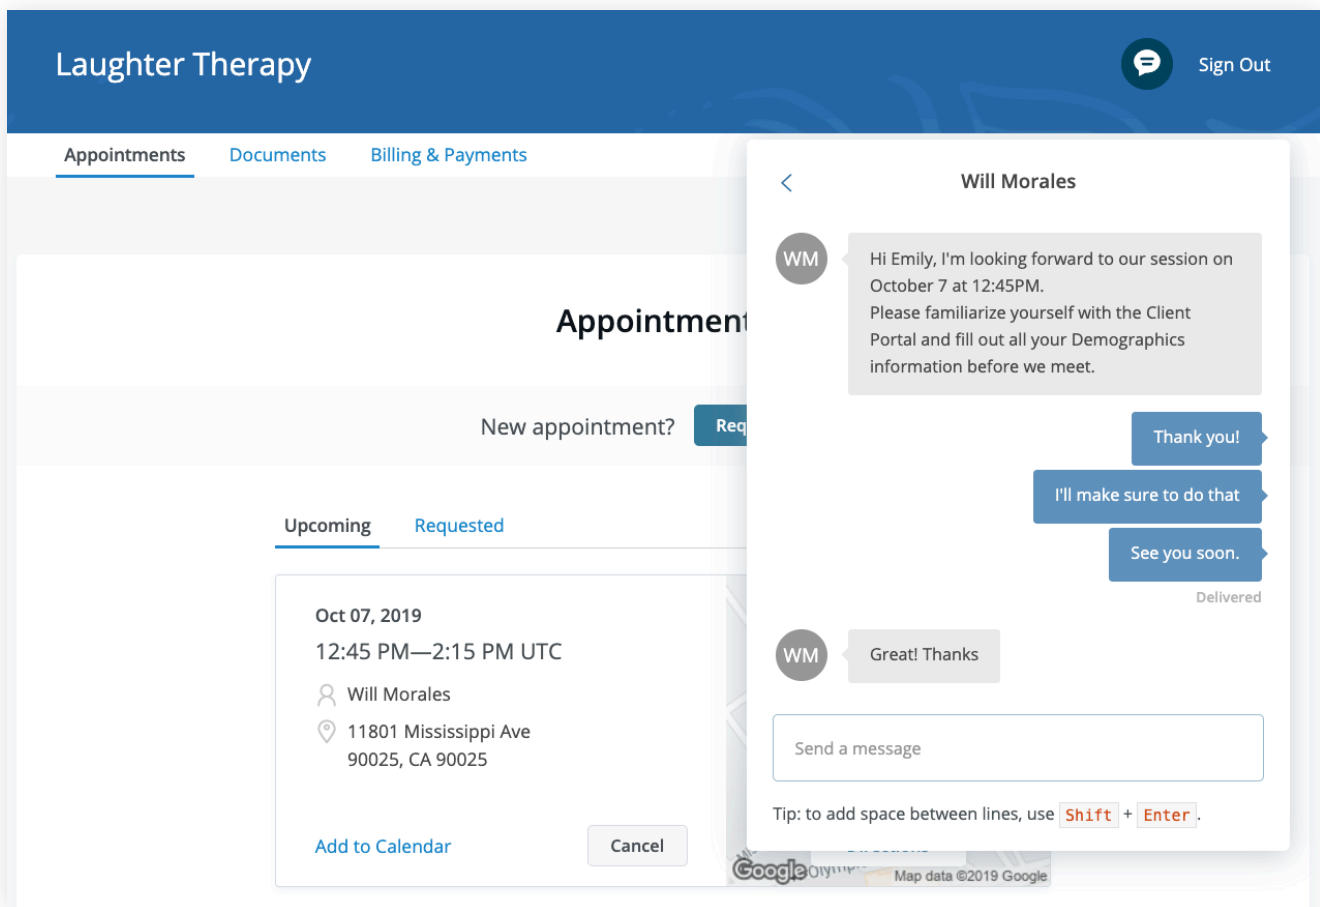 Laughter Therapy
Sign Out
Appointments
Documents
Billing & Payments
Appointment
New appointment?
Req
Upcoming
Requested
Oct 07, 2019
12:45 PM—2:15 PM UTC
Will Morales
11801 Mississippi Ave
90025, CA 90025
Add to Calendar
Cancel
Google
Map data ©2019 Google
Will Morales
WM
Hi Emily, I'm looking forward to our session on
October 7 at 12:45PM.
Please familiarize yourself with the Client
Portal and fill out all your Demographics
information before we meet.
Thank you!
I'll make sure to do that
See you soon.
Delivered
WM
Great! Thanks
Send a message
Tip: to add space between lines, use Shift + Enter.